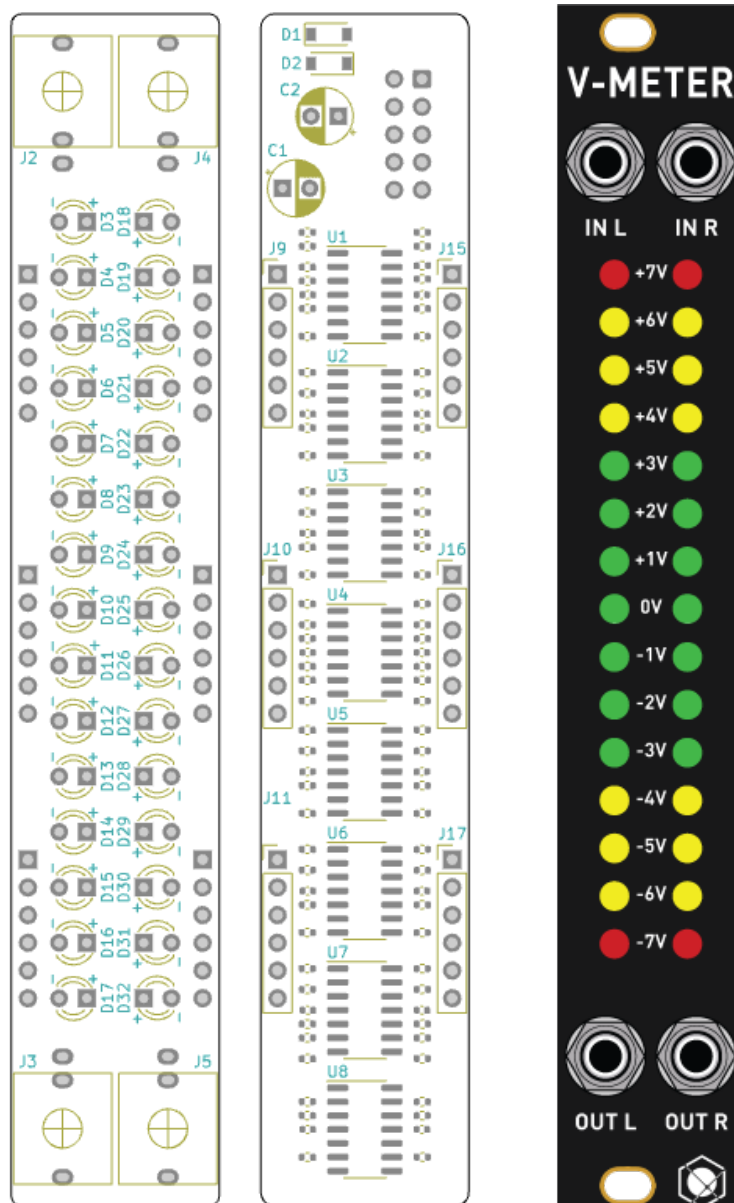 J2 J4
D3 D18
D4 D19
D5 D20
D6 D21
D7 D22
D8 D23
D9 D24
D10 D25
D11 D26
D12 D27
D13 D28
D14 D29
D15 D30
D16 D31
D17 D32
J3 J5
D1
D2
C2
C1
U1
J9 J15
U2
U3
J10 J16
U4
U5
J11
U6 J17
U7
U8
V-METER
IN L IN R
+7V
+6V
+5V
+4V
+3V
+2V
+1V
0V
-1V
-2V
-3V
-4V
-5V
-6V
-7V
OUT L OUT R